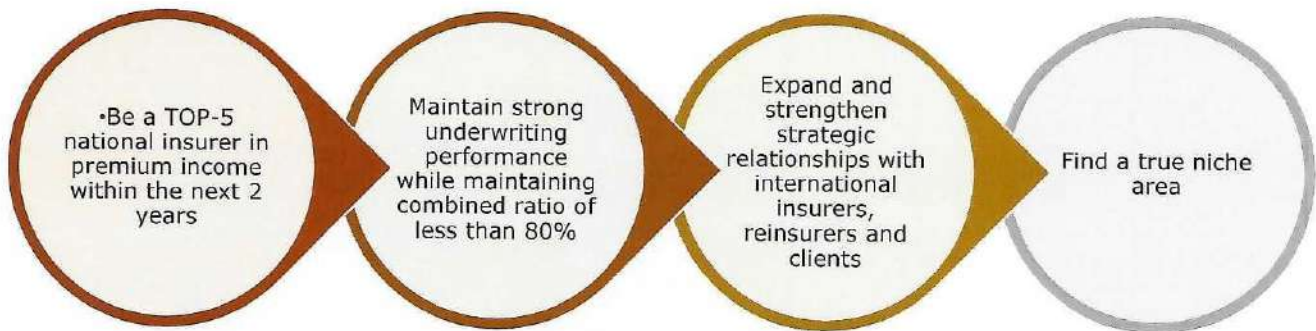 •Be a TOP-5
national insurer in
premium income
within the next 2
years
Maintain strong
underwriting
performance
while maintaining
combined ratio of
less than 80%
Expand and
strengthen
strategic
relationships with
international
insurers,
reinsurers and
clients
Find a true niche
area